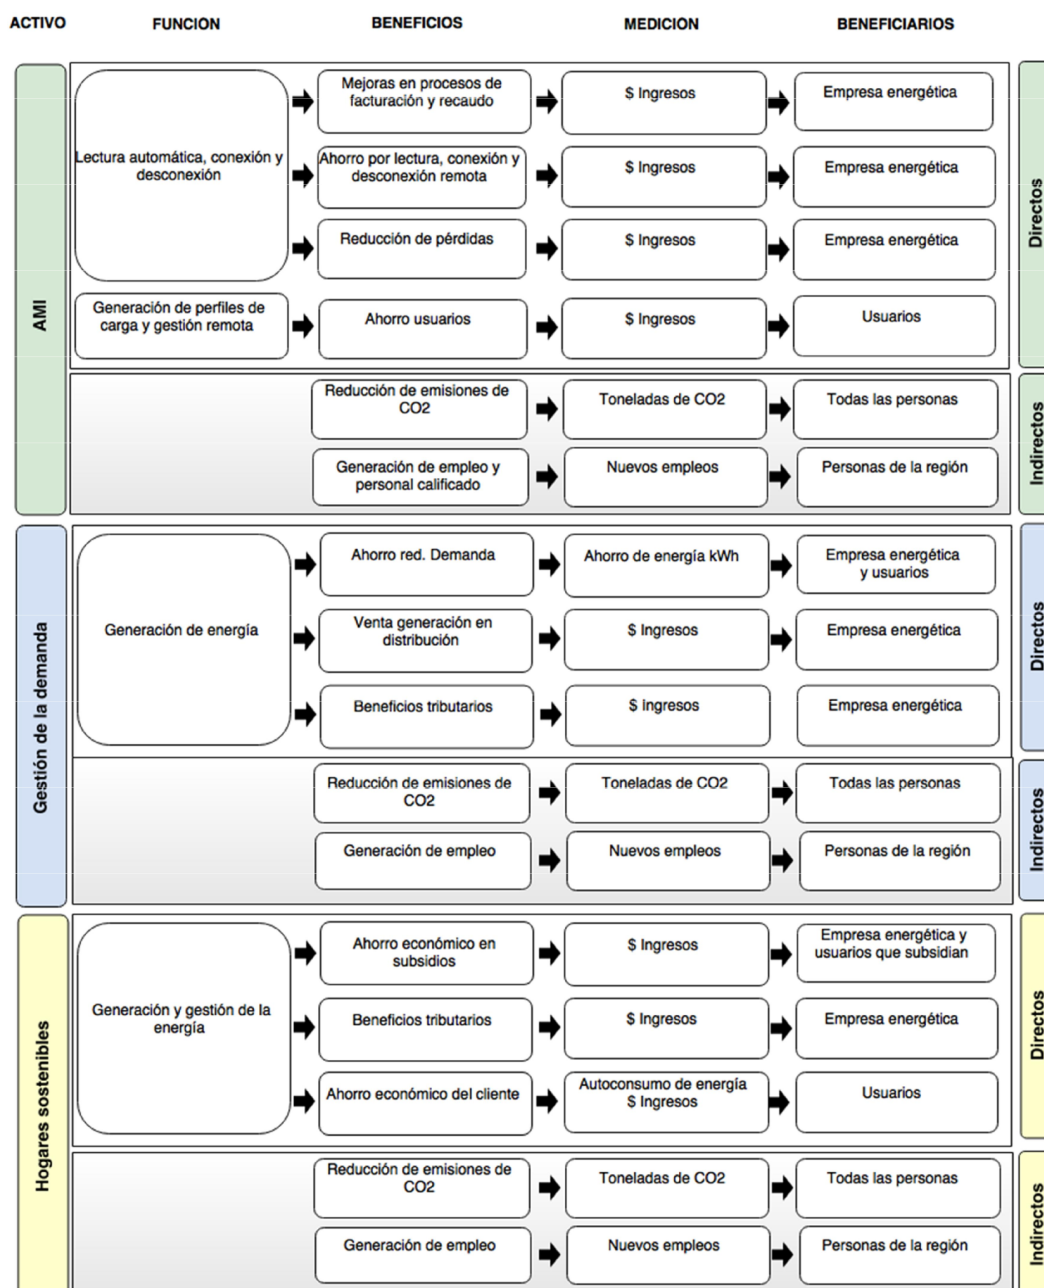 ACTIVO
FUNCION
BENEFICIOS
MEDICION
BENEFICIARIOS
AMI
Lectura automática, conexión y
desconexión
Mejoras en procesos de
facturación y recaudo
$ Ingresos
Empresa energética
Directos
Ahorro por lectura, conexión y
desconexión remota
$ Ingresos
Empresa energética
Reducción de pérdidas
$ Ingresos
Empresa energética
Generación de perfiles de
carga y gestión remota
Ahorro usuarios
$ Ingresos
Usuarios
Reducción de emisiones de
CO2
Toneladas de CO2
Todas las personas
Indirectos
Generación de empleo y
personal calificado
Nuevos empleos
Personas de la región
Gestión de la demanda
Generación de energía
Ahorro red. Demanda
Ahorro de energía kWh
Empresa energética
y usuarios
Directos
Venta generación en
distribución
$ Ingresos
Empresa energética
Beneficios tributarios
$ Ingresos
Empresa energética
Reducción de emisiones de
CO2
Toneladas de CO2
Todas las personas
Indirectos
Generación de empleo
Nuevos empleos
Personas de la región
Hogares sostenibles
Generación y gestión de la
energía
Ahorro económico en
subsidios
$ Ingresos
Empresa energética y
usuarios que subsidian
Directos
Beneficios tributarios
$ Ingresos
Empresa energética
Ahorro económico del cliente
Autoconsumo de energía
$ Ingresos
Usuarios
Reducción de emisiones de
CO2
Toneladas de CO2
Todas las personas
Indirectos
Generación de empleo
Nuevos empleos
Personas de la región